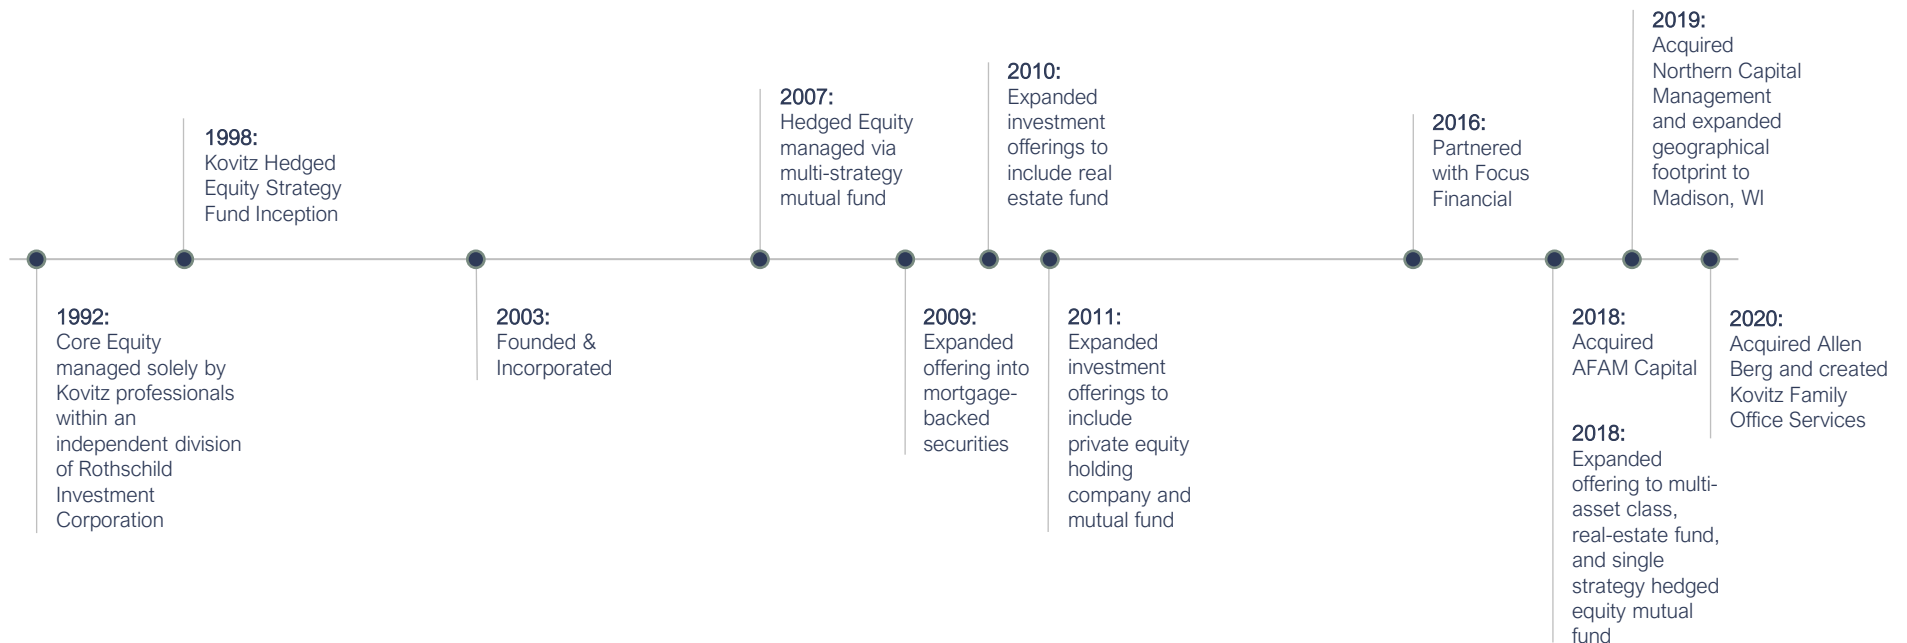 1992:
Core Equity
managed solely by
Kovitz professionals
within an
independent division
of Rothschild
Investment
Corporation
1998:
Kovitz Hedged
Equity Strategy
Fund Inception
2003:
Founded &
Incorporated
2007:
Hedged Equity
managed via
multi-strategy
mutual fund
2009:
Expanded
offering into
mortgage-
backed
securities
2010:
Expanded
investment
offerings to
include real
estate fund
2011:
Expanded
investment
offerings to
include
private equity
holding
company and
mutual fund
2016:
Partnered
with Focus
Financial
2018:
Acquired
AFAM Capital
2018:
Expanded
offering to multi-
asset class,
real-estate fund,
and single
strategy hedged
equity mutual
fund
2019:
Acquired
Northern Capital
Management
and expanded
geographical
footprint to
Madison, WI
2020:
Acquired Allen
Berg and created
Kovitz Family
Office Services